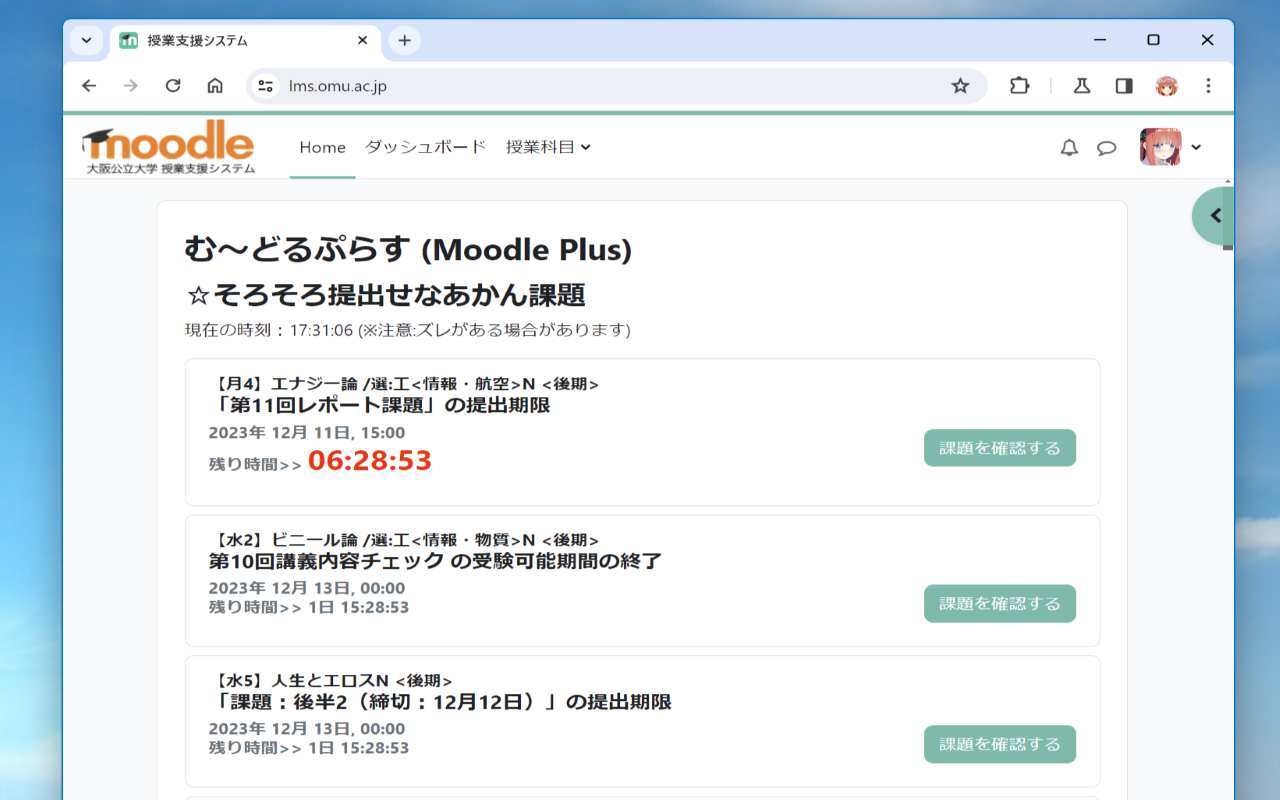 授業支援システム
lms.omu.ac.jp
moodle
大阪公立大学 授業支援システム
Home ダッシュボード 授業科目
む～どるぷらす (Moodle Plus)
☆そろそろ提出せなあかん課題
現在の時刻：17:31:06 (※注意:ズレがある場合があります)
【月4】エナジー論 /選:工<情報・航空>N <後期>
「第11回レポート課題」の提出期限
2023年 12月 11日, 15:00
残り時間>> 06:28:53
課題を確認する
【水2】ビニール論 /選:工<情報・物質>N <後期>
第10回講義内容チェック の受験可能期間の終了
2023年 12月 13日, 00:00
残り時間>> 1日 15:28:53
課題を確認する
【水5】人生とエロスN <後期>
「課題：後半2（締切：12月12日）」の提出期限
2023年 12月 13日, 00:00
残り時間>> 1日 15:28:53
課題を確認する